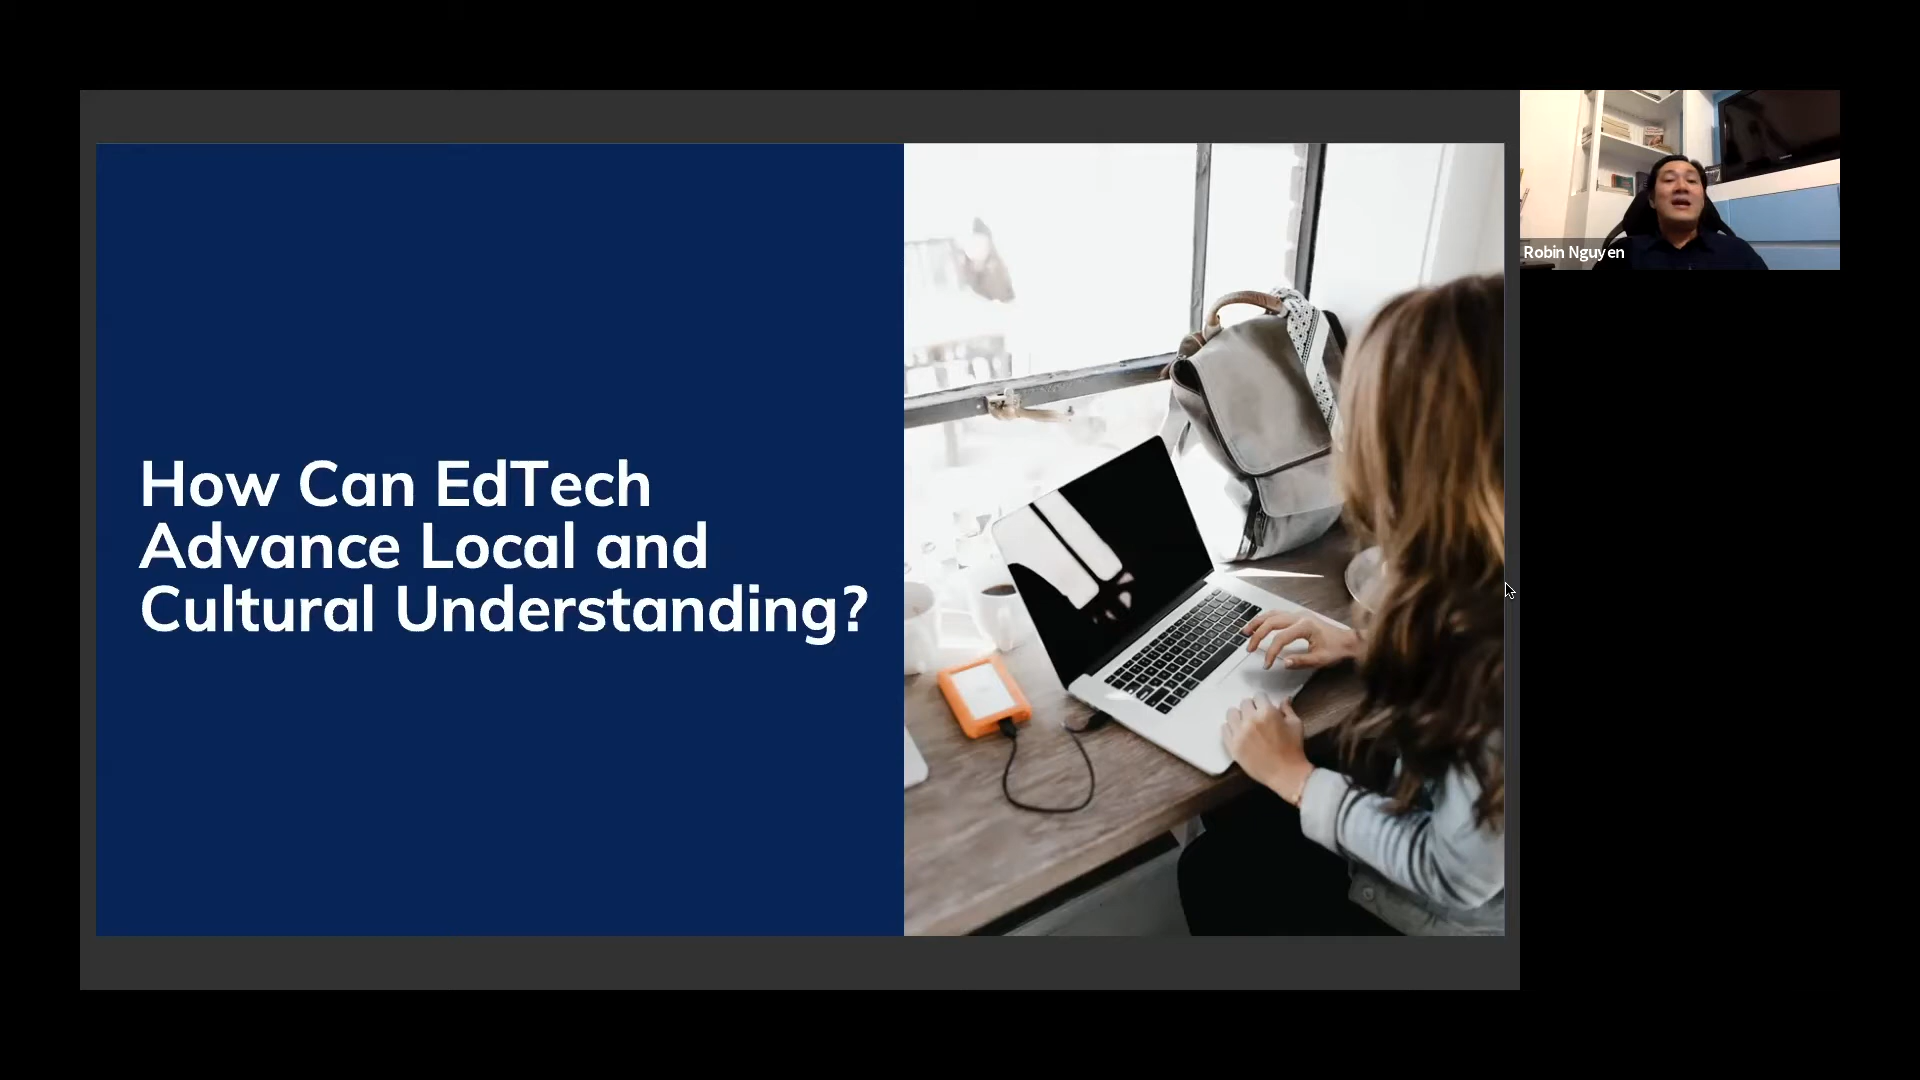 How Can EdTech
Advance Local and
Cultural Understanding?
Robin Nguyen